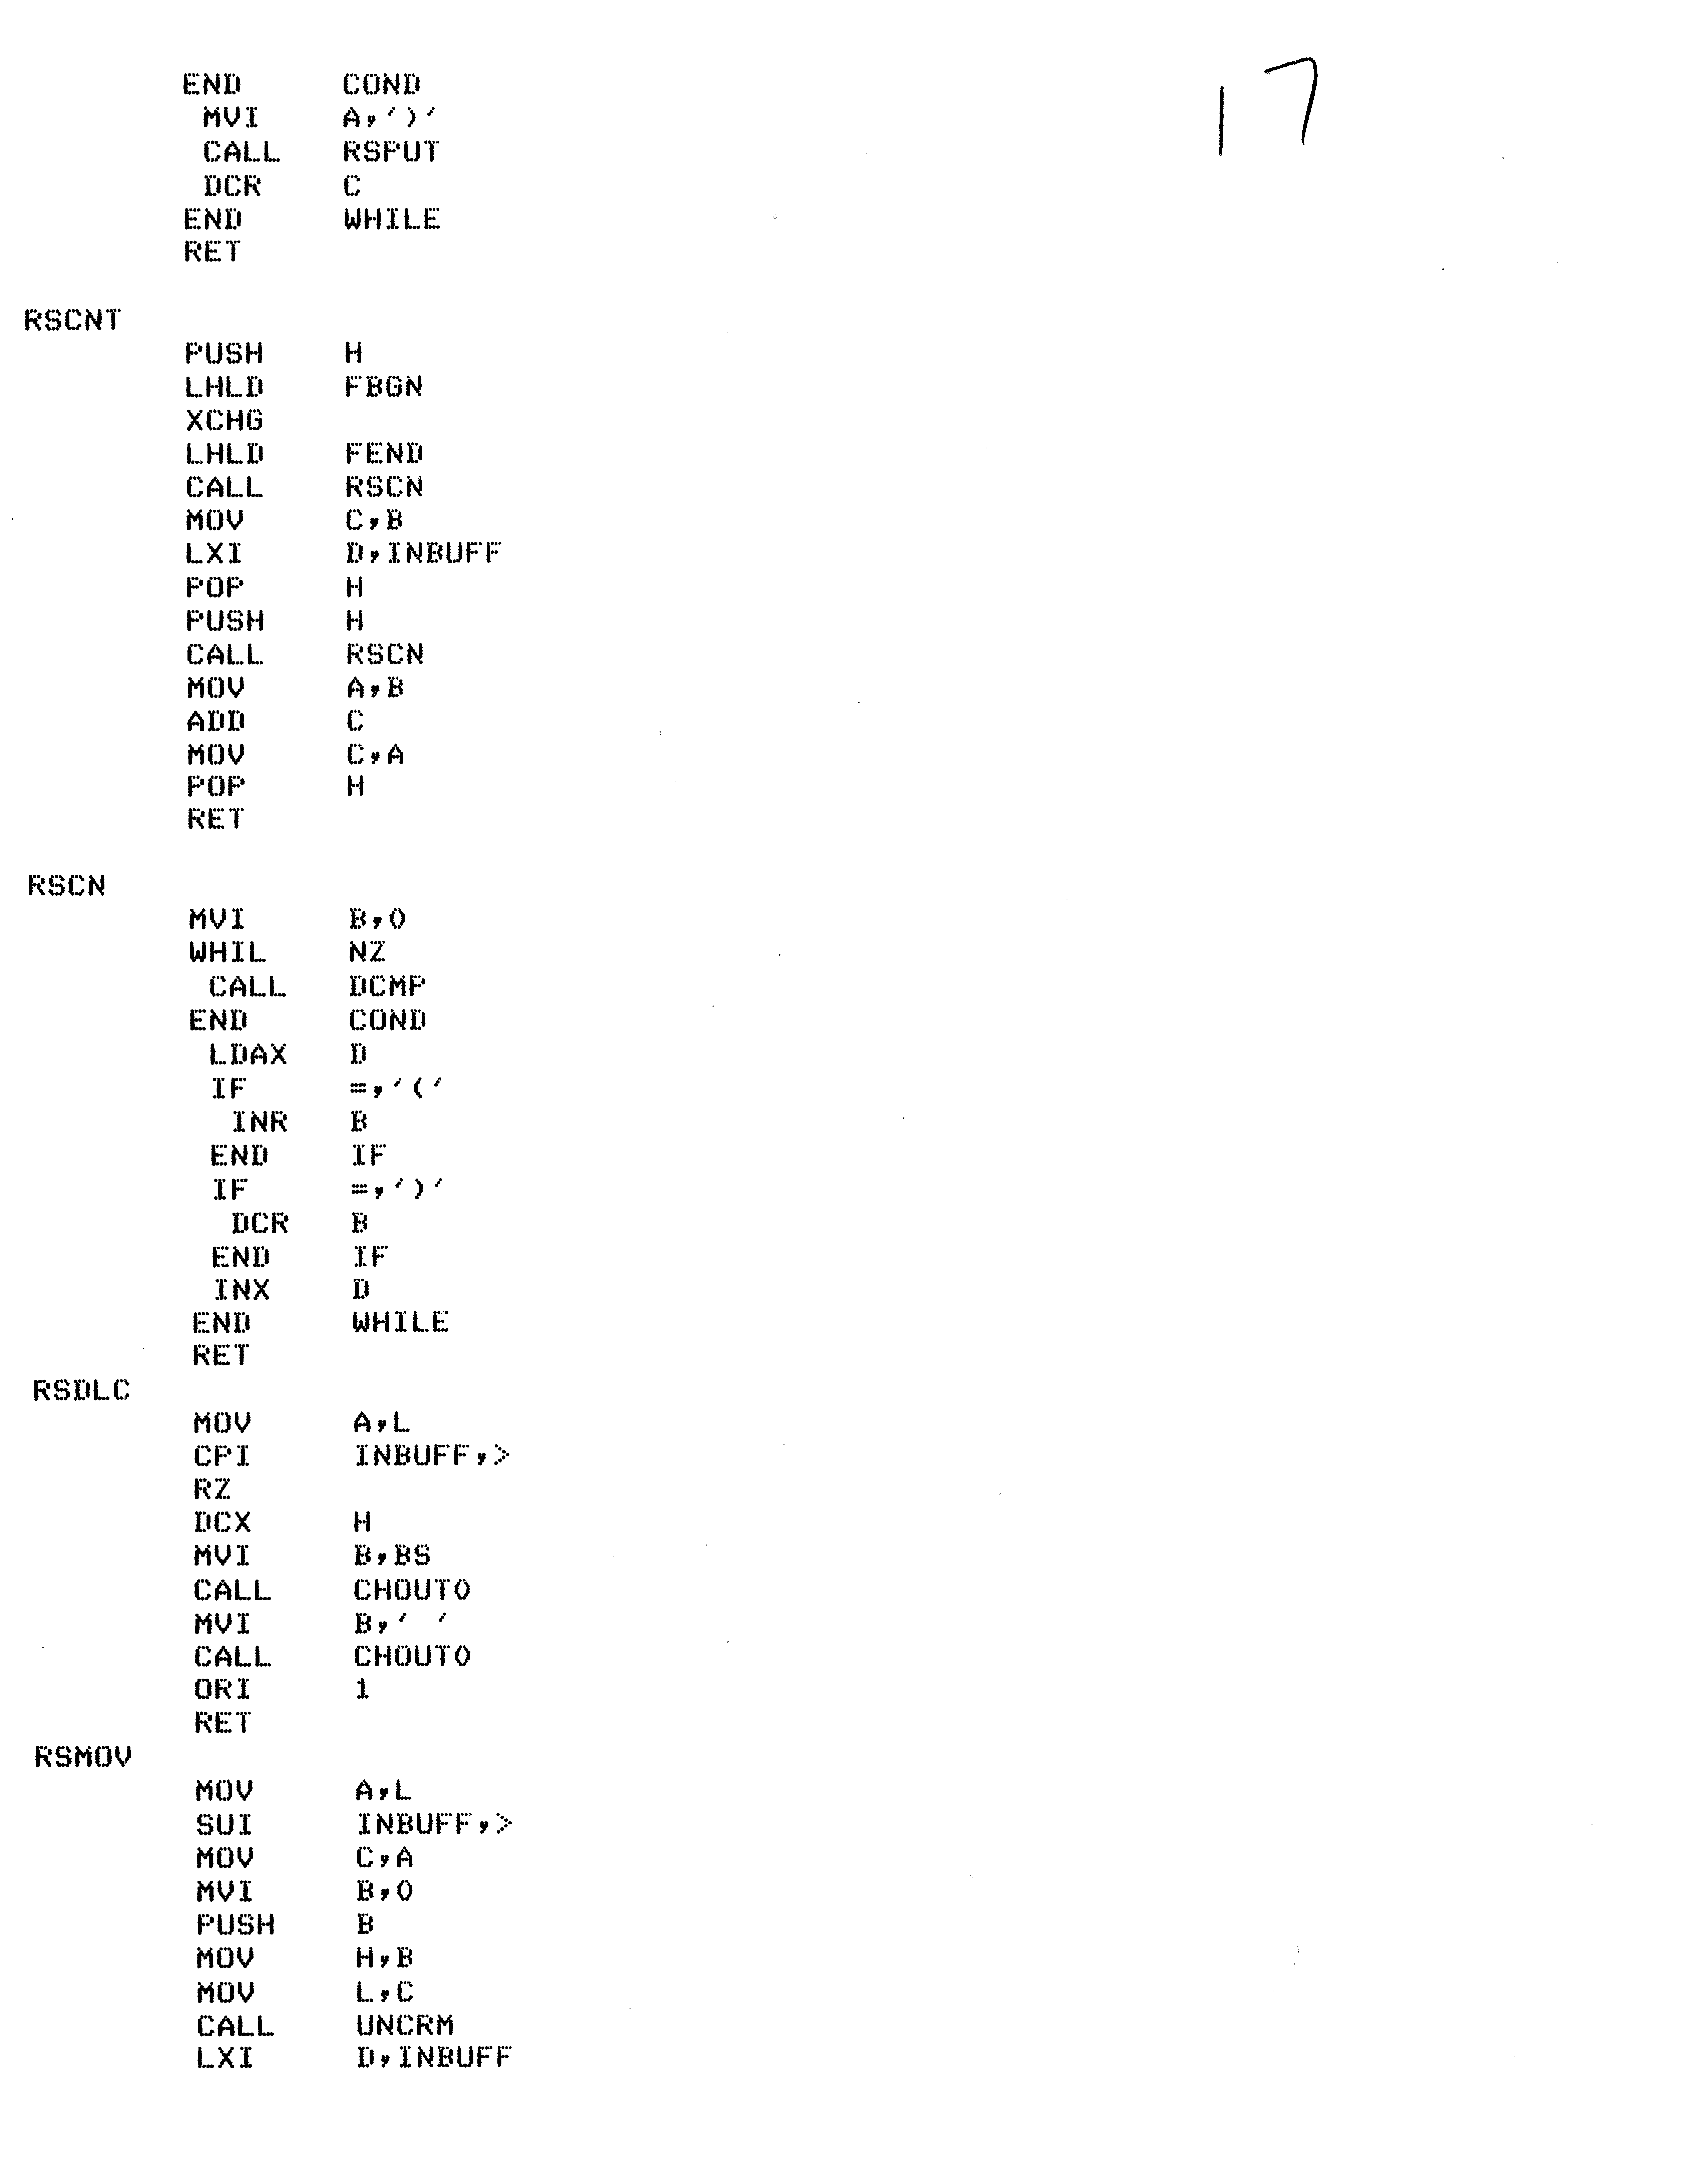 17
END COND
MVI A,')'
CALL RSPUT
DCR C
END WHILE
RET
RSCNT
PUSH H
LHLD FBGN
XCHG
LHLD FEND
CALL RSCN
MOV C,B
LXI D,INBUFF
POP H
PUSH H
CALL RSCN
MOV A,B
ADD C
MOV C,A
POP H
RET
RSCN
MVI B,0
WHIL NZ
CALL DCMP
END COND
LDAX D
IF =,'('
INR B
END IF
IF =,')'
DCR B
END IF
INX D
END WHILE
RET
RSDLC
MOV A,L
CPI INBUFF,>
RZ
DCX H
MVI B,BS
CALL CHOUT0
MVI B,' '
CALL CHOUT0
ORI 1
RET
RSMOV
MOV A,L
SUI INBUFF,>
MOV C,A
MVI B,0
PUSH B
MOV H,B
MOV L,C
CALL UNCRM
LXI D,INBUFF